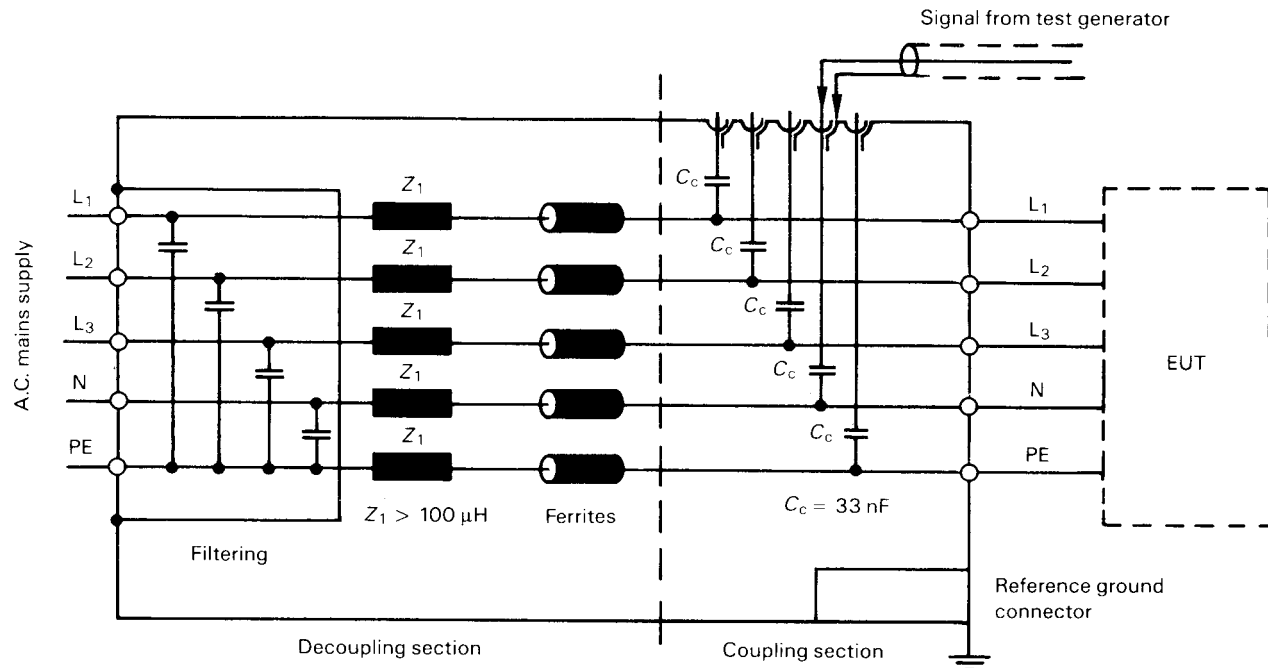 Signal from test generator
A.C. mains supply
L1
L2
L3
N
PE
Z1
Z1
Z1
Z1
Z1
Cc
Cc
Cc
Cc
Cc
L1
L2
L3
N
PE
EUT
Z1 > 100 μH
Ferrites
Cc = 33 nF
Filtering
Reference ground
connector
Decoupling section
Coupling section